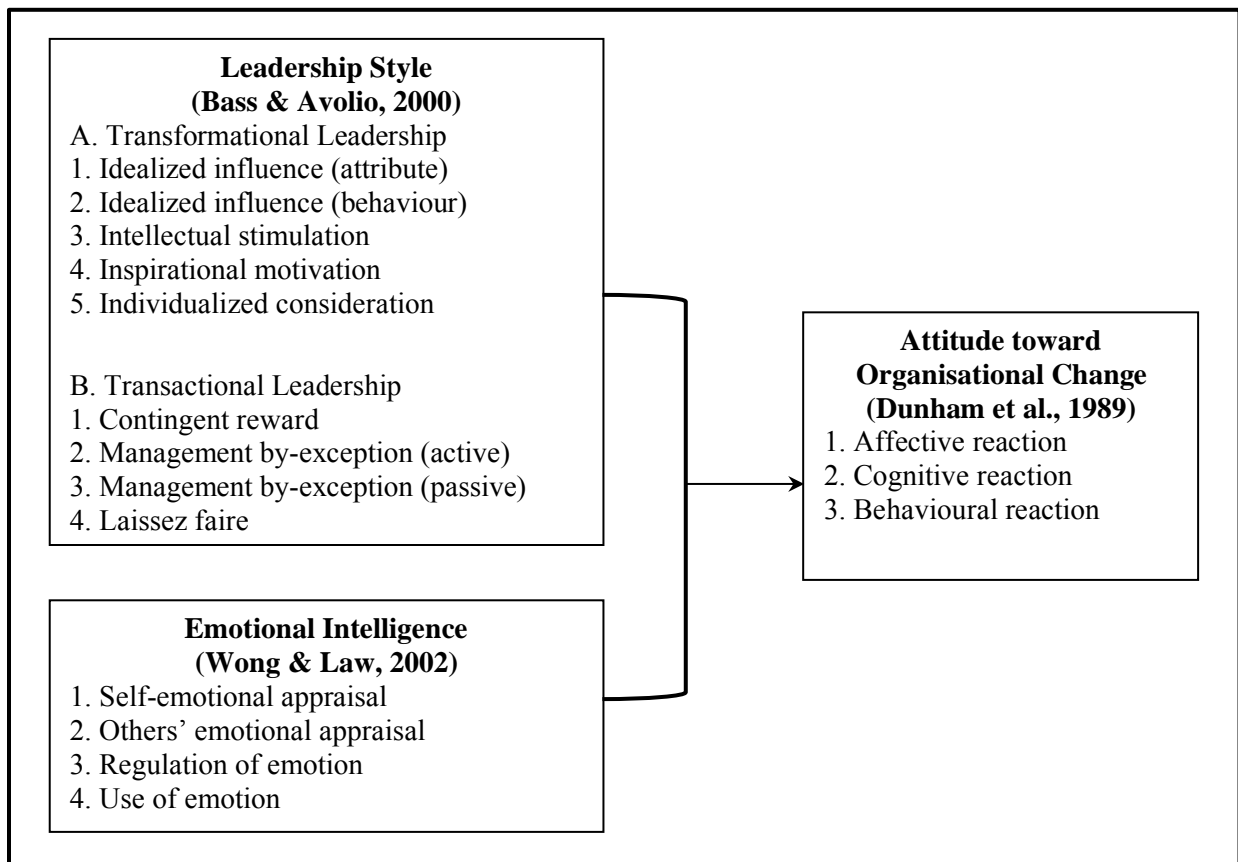 Leadership Style
(Bass & Avolio, 2000)
A. Transformational Leadership
1. Idealized influence (attribute)
2. Idealized influence (behaviour)
3. Intellectual stimulation
4. Inspirational motivation
5. Individualized consideration
B. Transactional Leadership
1. Contingent reward
2. Management by-exception (active)
3. Management by-exception (passive)
4. Laissez faire
Emotional Intelligence
(Wong & Law, 2002)
1. Self-emotional appraisal
2. Others’ emotional appraisal
3. Regulation of emotion
4. Use of emotion
Attitude toward
Organisational Change
(Dunham et al., 1989)
1. Affective reaction
2. Cognitive reaction
3. Behavioural reaction